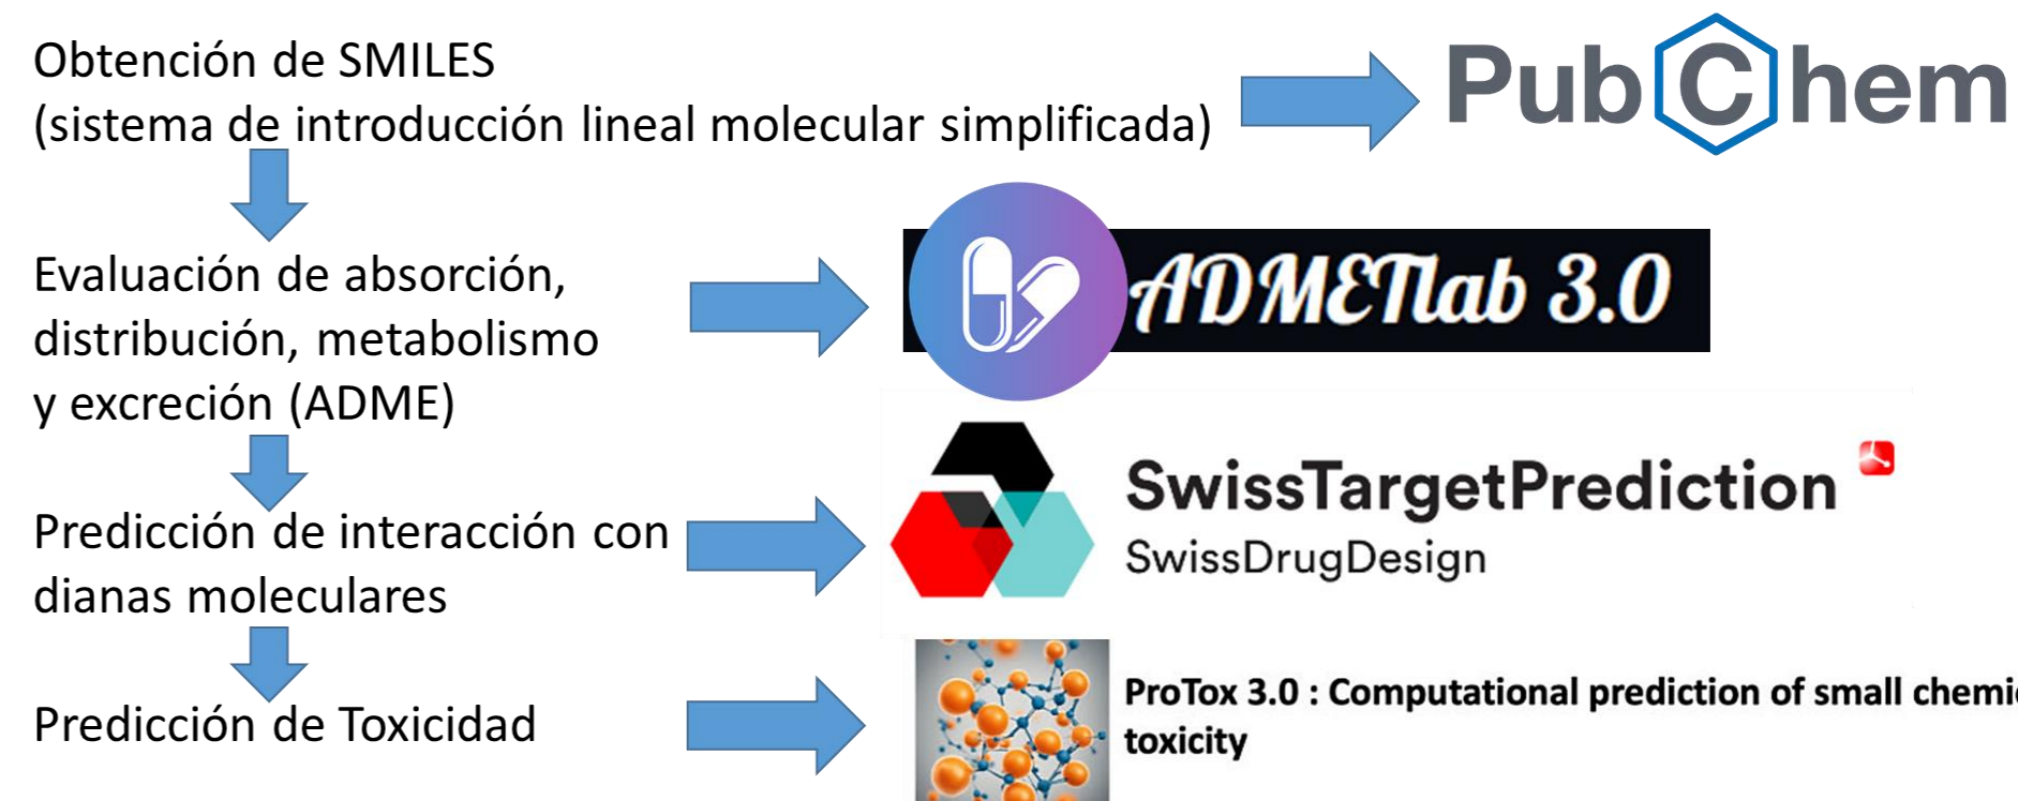 Obtención de SMILES
(sistema de introducción lineal molecular simplificada)
PubChem
Evaluación de absorción,
distribución, metabolismo
y excreción (ADME)
ADMETlab 3.0
Predicción de interacción con
dianas moleculares
SwissTargetPrediction
SwissDrugDesign
Predicción de Toxicidad
ProTox 3.0 : Computational prediction of small chemi
toxicity